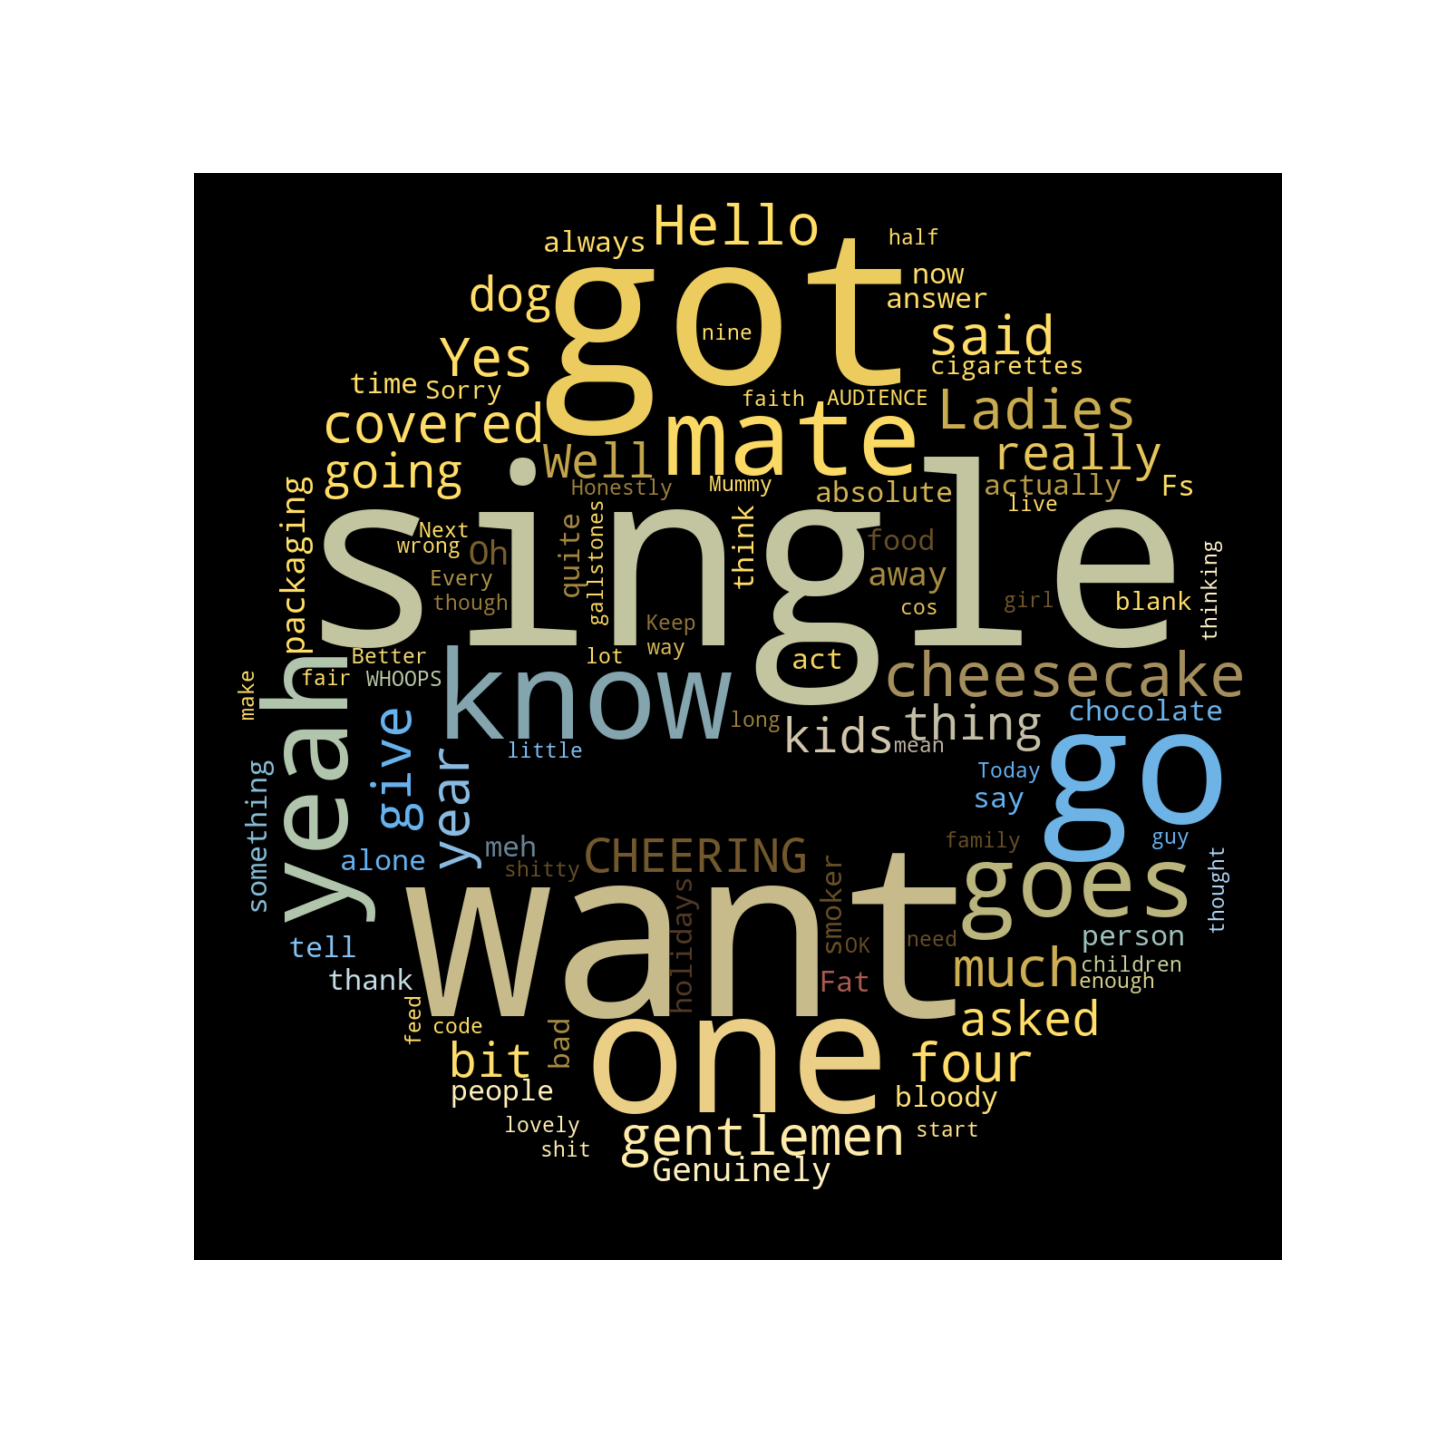 Hello
always
half
got
now
dog
answer
nine
said
Yes
cigarettes
time
Sorry
faith
AUDIENCE
Ladies
covered
mate
Well
really
going
Honestly
Mummy
absolute
actually
Fs
live
packaging
single
Next
wrong
Oh
quite
gallstones
think
food
away
thinking
Every
though
cos
girl
blank
Keep
way
Better
lot
act
cheesecake
fair
WHOOPS
make
yeah
know
long
kids
thing
mean
chocolate
give
year
little
go
Today
say
something
alone
meh
shitty
CHEERING
family
guy
thought
want
smoker
goes
holidays
OK
need
person
tell
thank
Fat
much
children
enough
feed
code
one
asked
bit
bad
four
people
bloody
lovely
gentlemen
start
shit
Genuinely